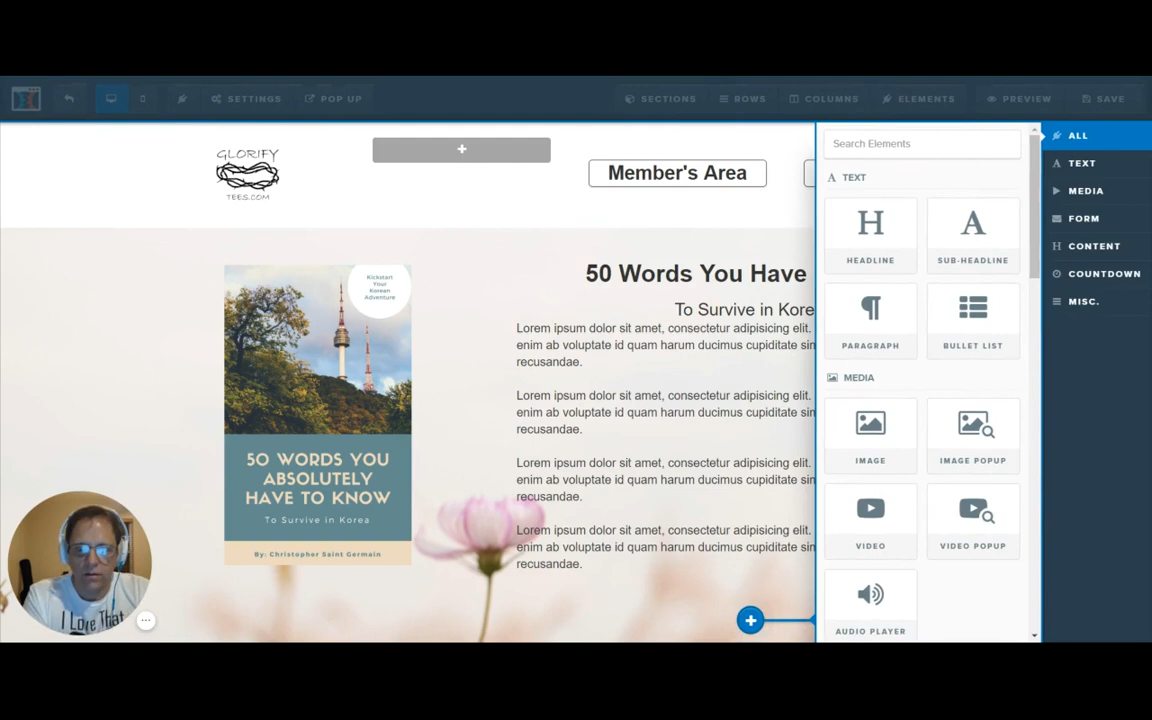 SETTINGS
POP UP
SECTIONS
ROWS
COLUMNS
ELEMENTS
PREVIEW
SAVE
GLORIFY
TEES.COM
Member's Area
Kickstart
Your
Korean
Adventure
50 WORDS YOU
ABSOLUTELY
HAVE TO KNOW
To Survive in Korea
By: Christopher Saint Germain
50 Words You Have
To Survive in Kore
Lorem ipsum dolor sit amet, consectetur adipisicing elit.
enim ab voluptate id quam harum ducimus cupiditate sin
recusandae.
Lorem ipsum dolor sit amet, consectetur adipisicing elit.
enim ab voluptate id quam harum ducimus cupiditate sin
recusandae.
Lorem ipsum dolor sit amet, consectetur adipisicing elit.
enim ab voluptate id quam harum ducimus cupiditate sin
recusandae.
Lorem ipsum dolor sit amet, consectetur adipisicing elit.
enim ab voluptate id quam harum ducimus cupiditate sin
recusandae.
I Love That
Search Elements
TEXT
HEADLINE
SUB-HEADLINE
PARAGRAPH
BULLET LIST
MEDIA
IMAGE
IMAGE POPUP
VIDEO
VIDEO POPUP
AUDIO PLAYER
ALL
TEXT
MEDIA
FORM
CONTENT
COUNTDOWN
MISC.